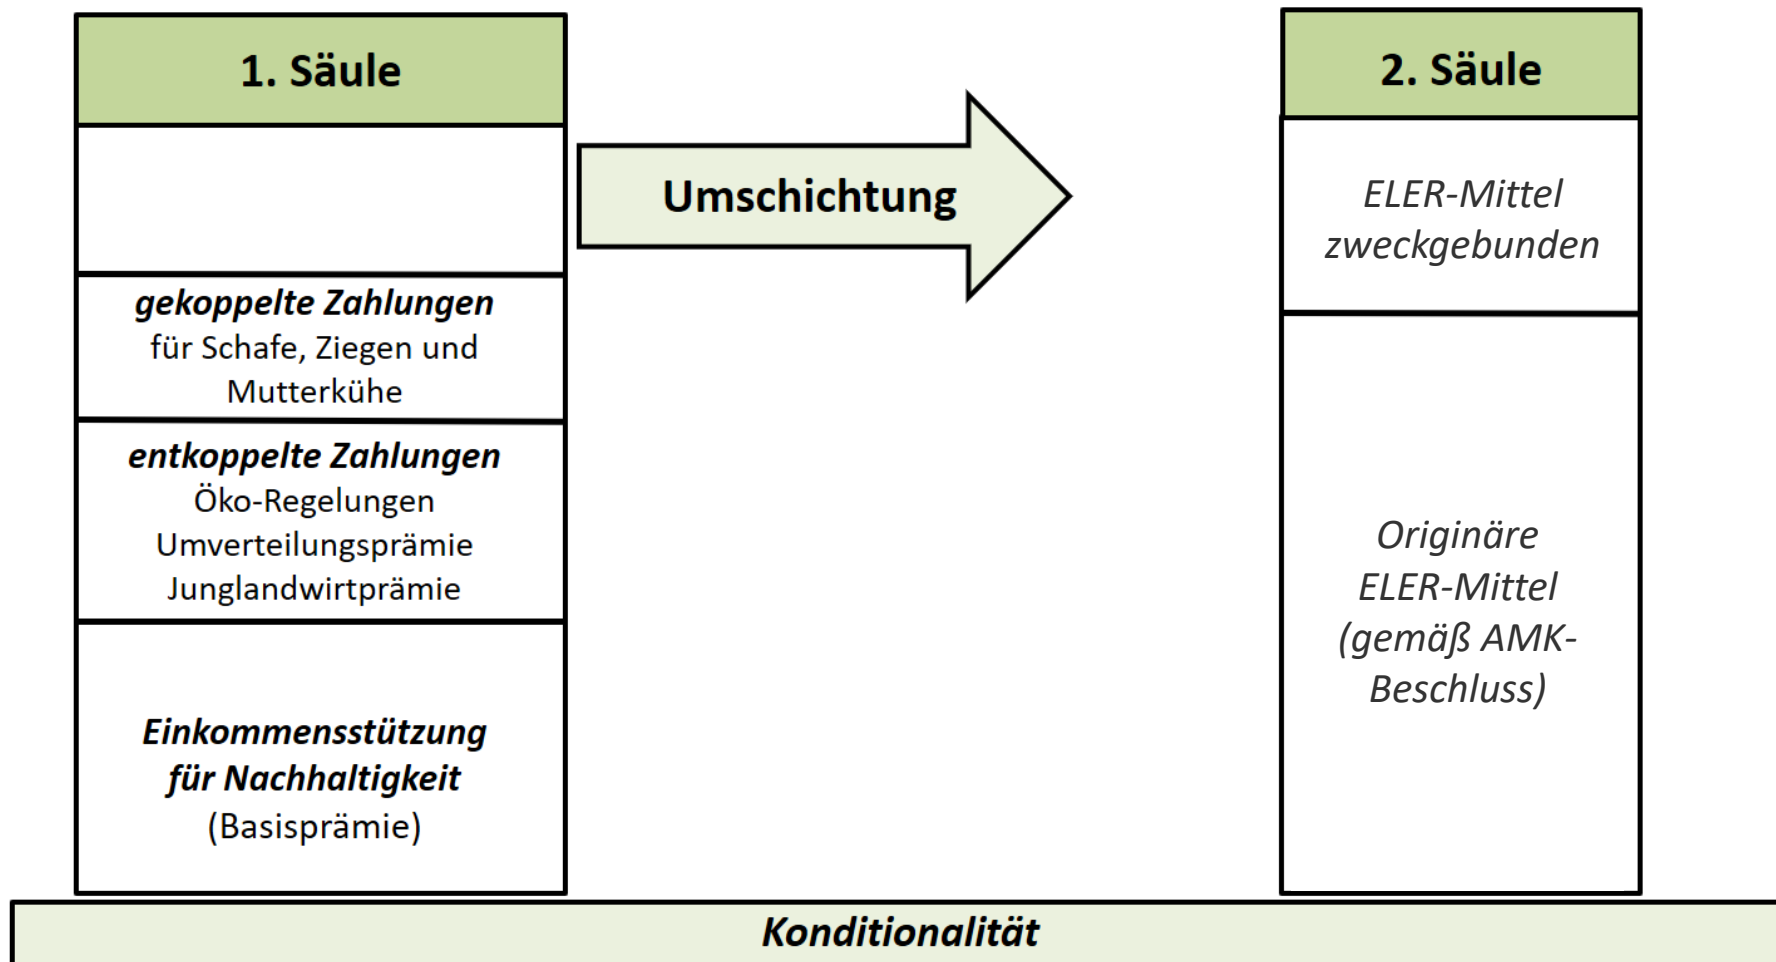 1. Säule
gekoppelte Zahlungen
für Schafe, Ziegen und
Mutterkühe
entkoppelte Zahlungen
Öko-Regelungen
Umverteilungsprämie
Junglandwirtprämie
Einkommensstützung
für Nachhaltigkeit
(Basisprämie)
Umschichtung
2. Säule
ELER-Mittel
zweckgebunden
Originäre
ELER-Mittel
(gemäß AMK-
Beschluss)
Konditionalität